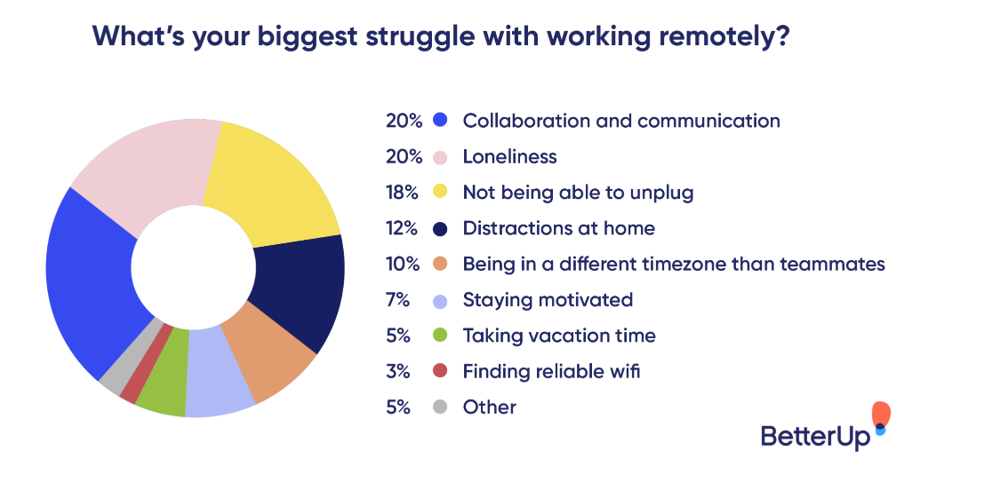 What's your biggest struggle with working remotely?
20% Collaboration and communication
20% Loneliness
18% Not being able to unplug
12% Distractions at home
10% Being in a different timezone than teammates
7% Staying motivated
5% Taking vacation time
3% Finding reliable wifi
5% Other
BetterUp